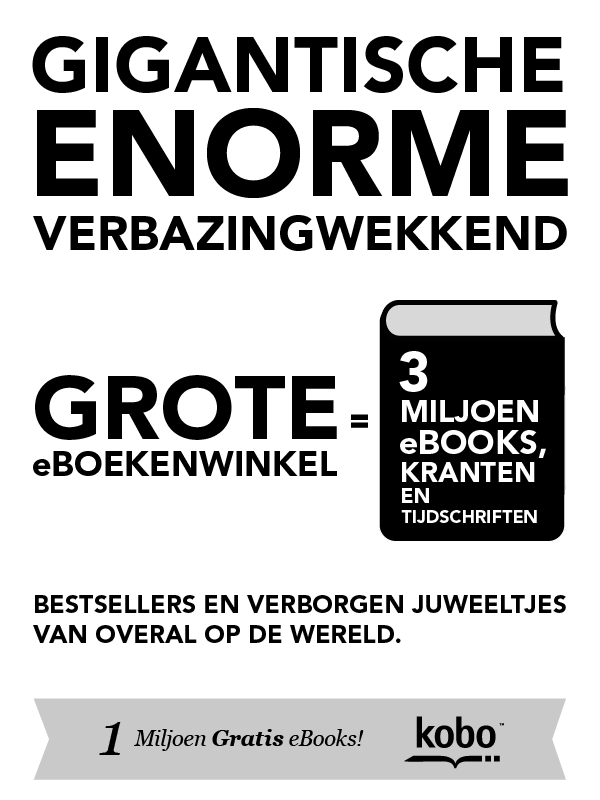 GIGANTISCHE
ENORME
VERBAZINGWEKKEND
GROTE
eBOEKENWINKEL
=
3
MILJOEN
eBOOKS,
KRANTEN
EN
TIJDSCHRIFTEN
BESTSELLERS EN VERBORGEN JUWEELTJES
VAN OVERAL OP DE WERELD.
1 Miljoen Gratis eBooks!
kobo™